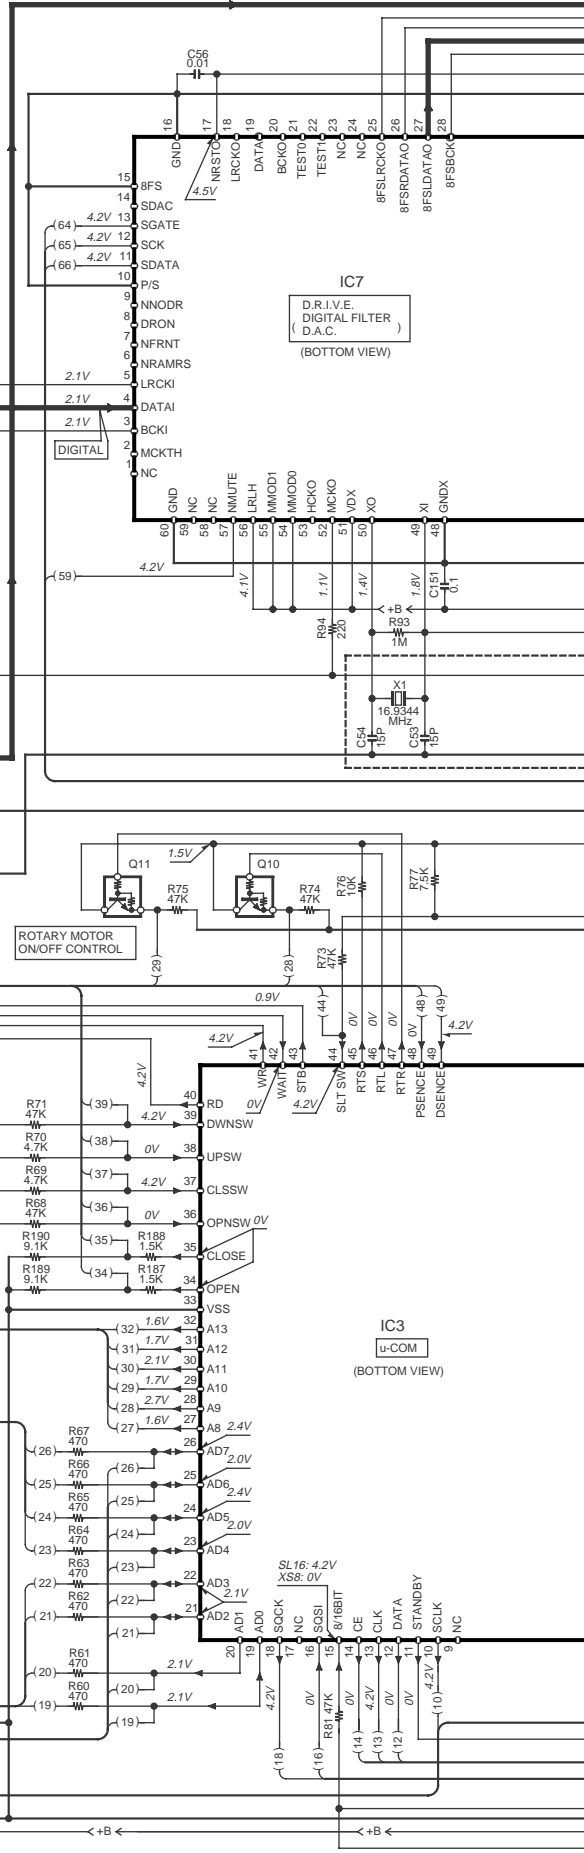 C56
0.01
16 17 18 19 20 21 22 23 24 25 26 27 28
GND NRSTO LRCKO DATA BCKO TEST0 TEST1 NC NC 8FSLRCKO 8FSRDATAO 8FSLDATAO 8FSBCK
4.5V
15 8FS
14 SDAC
(64) 4.2V 13 SGATE
(65) 4.2V 12 SCK
(66) 4.2V 11 SDATA
10 P/S
9 NNODR
8 DRON
7 NFRNT
6 NRAMRS
2.1V 5 LRCKI
2.1V 4 DATAI
2.1V 3 BCKI
DIGITAL
2 MCKTH
1 NC
IC7
D.R.I.V.E.
DIGITAL FILTER
( D.A.C. )
(BOTTOM VIEW)
GND NC NC NMUTE LRLH MMOD1 MMOD0 HCKO MCKO VDX XO XI GNDX
60 59 58 57 56 55 54 53 52 51 50 49 48
(59) 4.2V
4.1V 1.1V 1.4V 1.8V
C151
0.1
+B
R94
220
R93
1M
X1
16.9344
MHz
C54
15P
C53
15P
1.5V
Q11
R75
47K
Q10
R74
47K
R76
10K
R77
7.5K
ROTARY MOTOR
ON/OFF CONTROL
(29)
(28)
R73
47K
0.9V
(44) 0V 0V 0V (48) (49)
4.2V
4.2V
4.2V
41 42 43 44 45 46 47 48 49
WR WAIT STB SLT SW RTS RTL RTR PSENCE DSENCE
0V
4.2V
40 RD
R71
47K
(39) 4.2V 39 DWNSW
R70
4.7K
(38) 0V 38 UPSW
R69
4.7K
(37) 4.2V 37 CLSSW
R68
47K
(36) 0V 36 OPNSW
0V
R190
9.1K
(35)
R188
1.5K
35 CLOSE
R189
9.1K
(34)
R187
1.5K
34 OPEN
33 VSS
(32) 1.6V 32 A13
(31) 1.7V 31 A12
(30) 2.1V 30 A11
(29) 1.7V 29 A10
(28) 2.7V 28 A9
(27) 1.6V 27 A8
IC3
u-COM
(BOTTOM VIEW)
R67
470
(26) (26) 26 AD7 2.4V
R66
470
(25) (25) 25 AD6 2.0V
R65
470
(24) (24) 24 AD5 2.4V
R64
470
(23) (23) 23 AD4 2.0V
R63
470
(22) (22) 22 AD3
2.1V
R62
470
(21) (21) 21 AD2
SL16: 4.2V
XS8: 0V
AD1 AD0 SQCK NC SQSI 8/16BIT CE CLK DATA STANDBY SCLK NC
20 19 18 17 16 15 14 13 12 11 10 9
R61
470
(20) (20) 2.1V
R60
470
(19) (19) 2.1V
4.2V 0V
R81 47K
0V 4.2V 0V 0V 4.2V
(18) (16) (14) (13) (12) (10)
+B +B